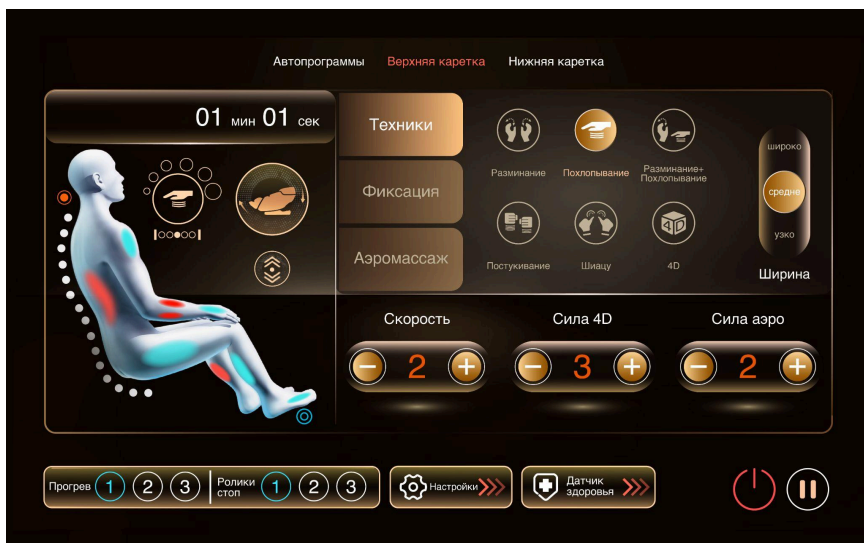 Автопрограммы Верхняя каретка Нижняя каретка
01 мин 01 сек
Техники
Фиксация
Аэромассаж
Разминание
Похлопывание
Разминание+
Похлопывание
Постукивание
Шиацу
4D
4D
широко
средне
узко
Ширина
Скорость
2
Сила 4D
3
Сила аэро
2
Прогрев 1 2 3
Ролики
стоп
1 2 3
Настройки
Датчик
здоровья